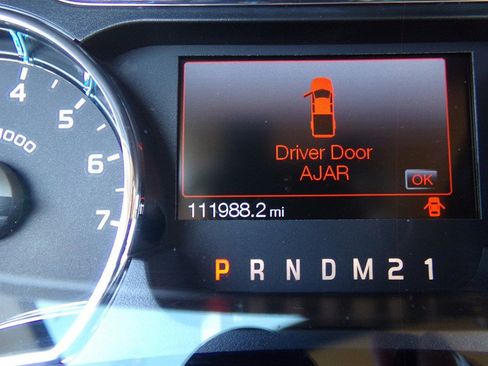 4
5
6
7
1000
Driver Door
AJAR
OK
111988.2 mi
P R N D M 2 1